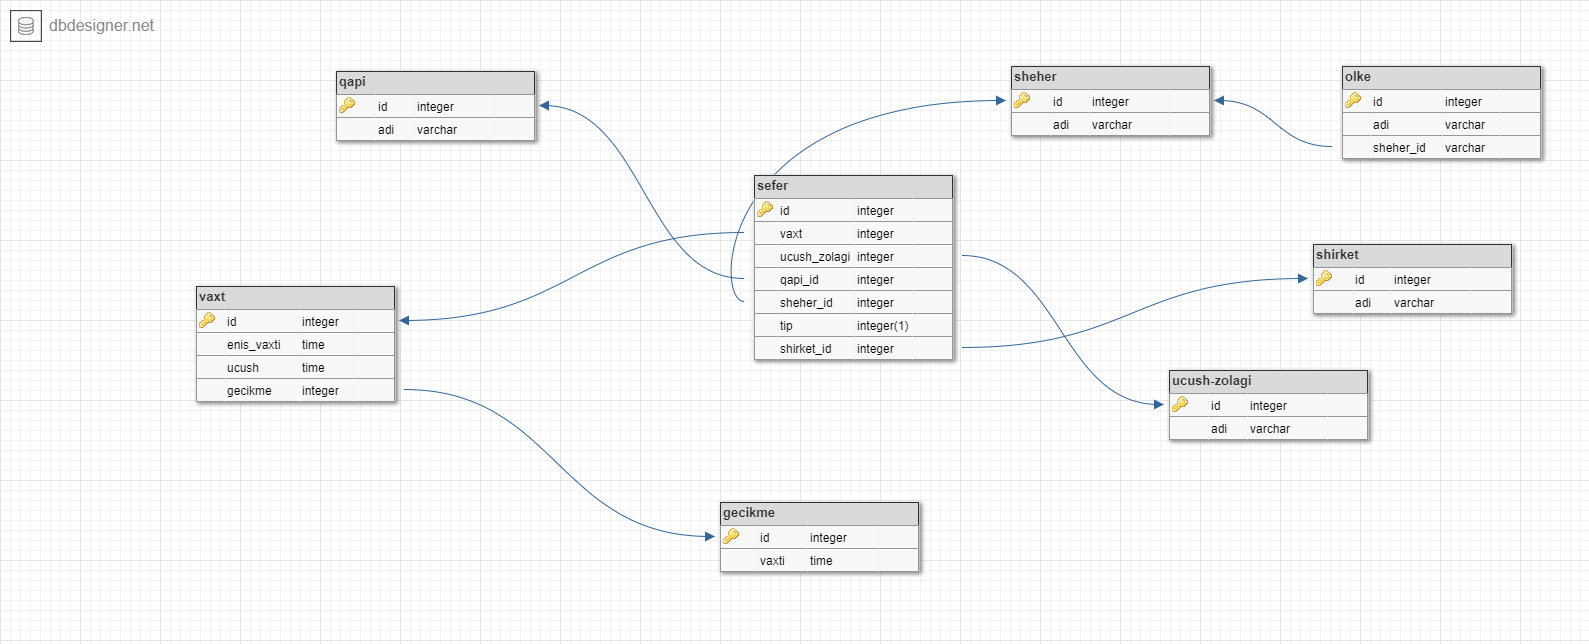 dbdesigner.net
qapi
id integer
adi varchar
sheher
id integer
adi varchar
olke
id integer
adi varchar
sheher_id varchar
sefer
id integer
vaxt integer
ucush_zolagi integer
qapi_id integer
sheher_id integer
tip integer(1)
shirket_id integer
shirket
id integer
adi varchar
vaxt
id integer
enis_vaxti time
ucush time
gecikme integer
ucush-zolagi
id integer
adi varchar
gecikme
id integer
vaxti time